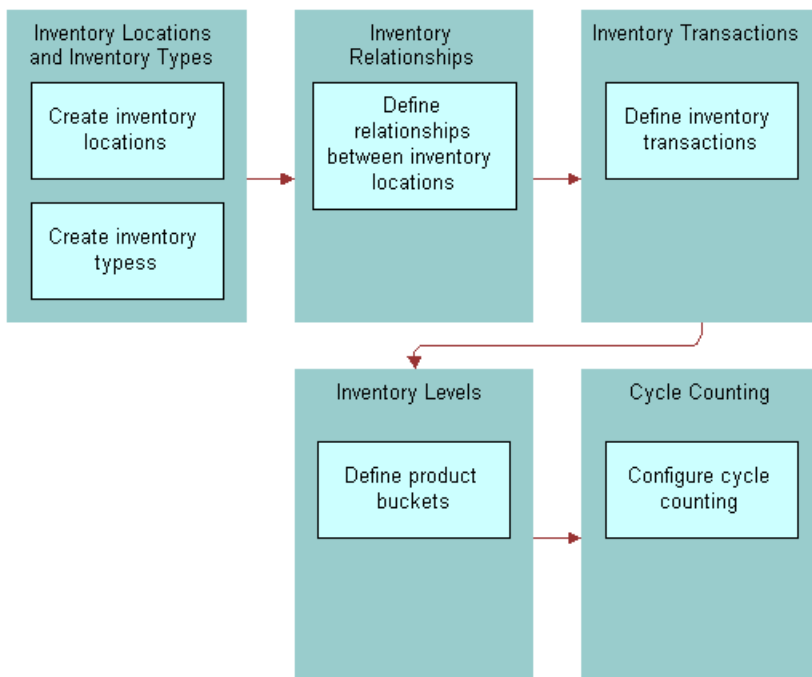 Inventory Locations
and Inventory Types
Create inventory
locations
Create inventory
typess
Inventory
Relationships
Define
relationships
between inventory
locations
Inventory Transactions
Define inventory
transactions
Inventory Levels
Define product
buckets
Cycle Counting
Configure cycle
counting